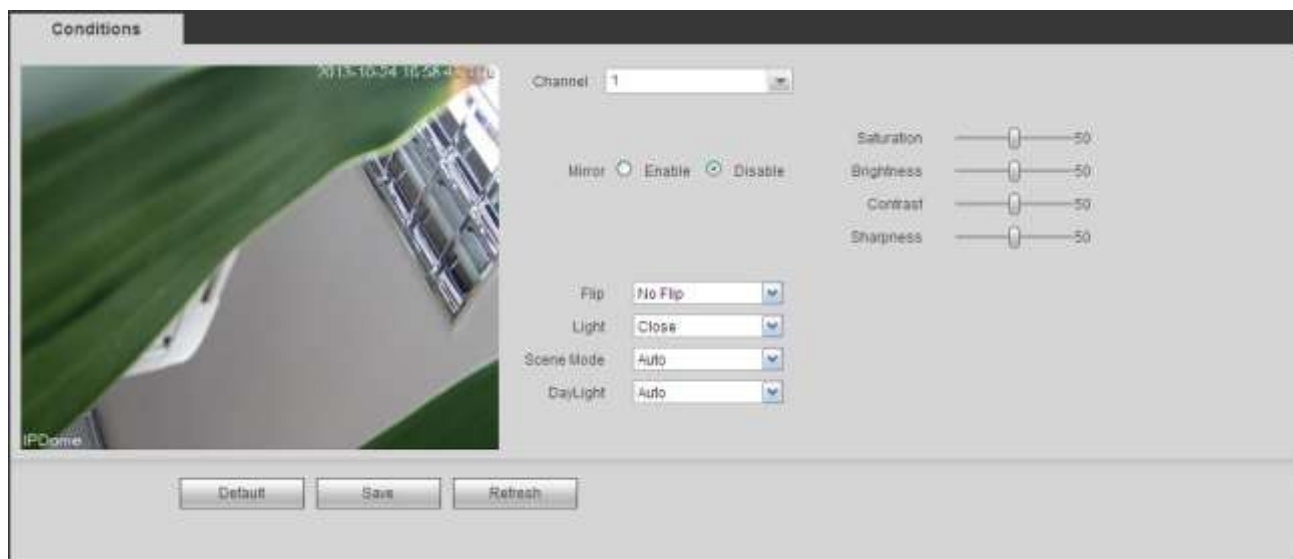 Conditions
Channel 1
Mirror Enable Disable
Saturation 50
Brightness 50
Contrast 50
Sharpness 50
Flip No Flip
Light Close
Scene Mode Auto
DayLight Auto
IPDome
Default Save Refresh